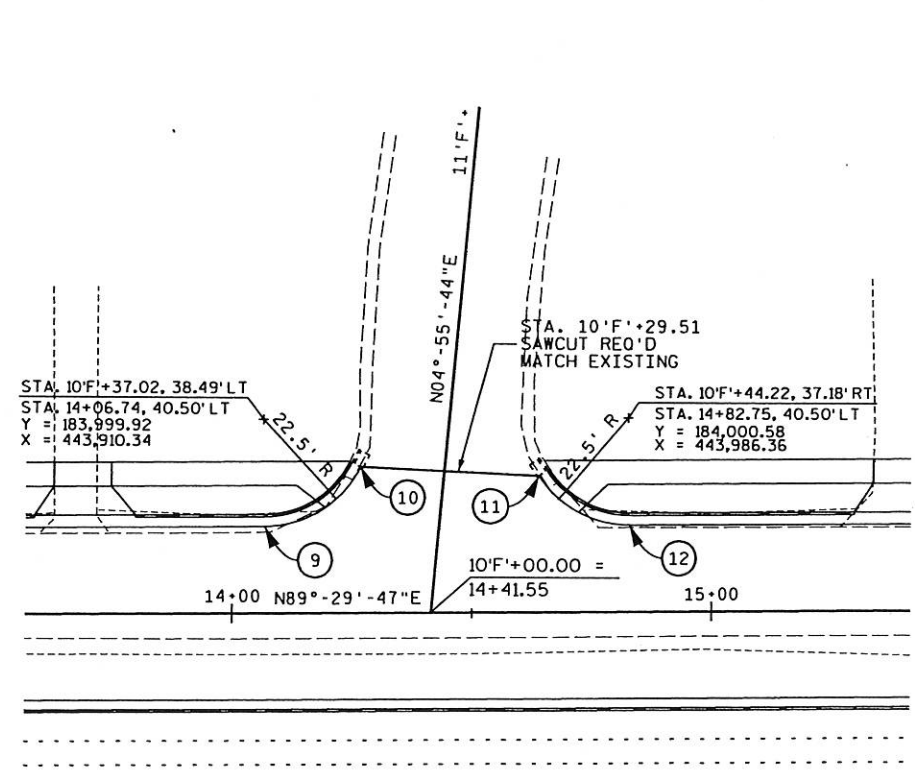 11'F'+
N04°-55'-44"E
STA. 10'F'+29.51
SAWCUT REQ'D
MATCH EXISTING
STA. 10'F'+37.02, 38.49'LT
STA. 14+06.74, 40.50'LT
Y = 183,999.92
X = 443,910.34
22.5' R
STA. 10'F'+44.22, 37.18'RT
STA. 14+82.75, 40.50'LT
Y = 184,000.58
X = 443,986.36
22.5' R
10
11
9
12
10'F'+00.00 =
14+41.55
14+00
N89°-29'-47"E
15+00